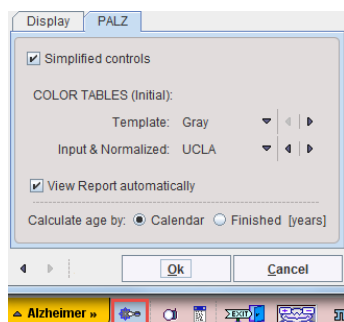 Display PALZ
Simplified controls
COLOR TABLES (Initial):
Template: Gray
Input & Normalized: UCLA
View Report automatically
Calculate age by: Calendar Finished [years]
Ok Cancel
Alzheimer » EXIT